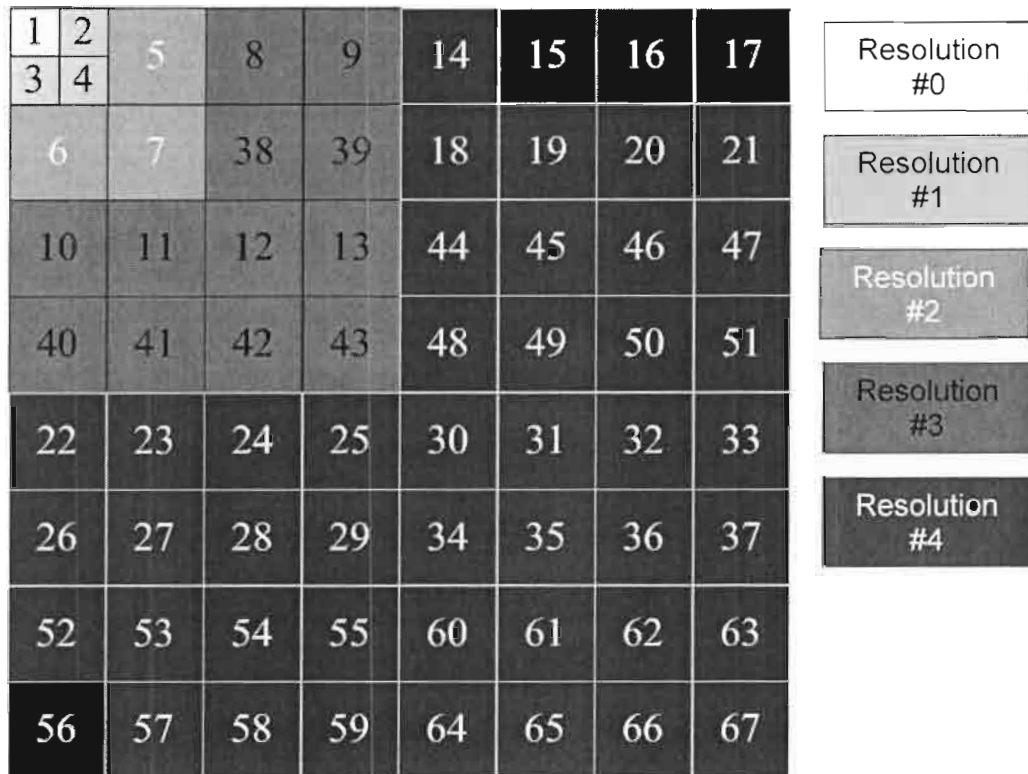 1 2 5 8 9 14 15 16 17
3 4
6 7 38 39 18 19 20 21
10 11 12 13 44 45 46 47
40 41 42 43 48 49 50 51
22 23 24 25 30 31 32 33
26 27 28 29 34 35 36 37
52 53 54 55 60 61 62 63
56 57 58 59 64 65 66 67
Resolution
#0
Resolution
#1
Resolution
#2
Resolution
#3
Resolution
#4